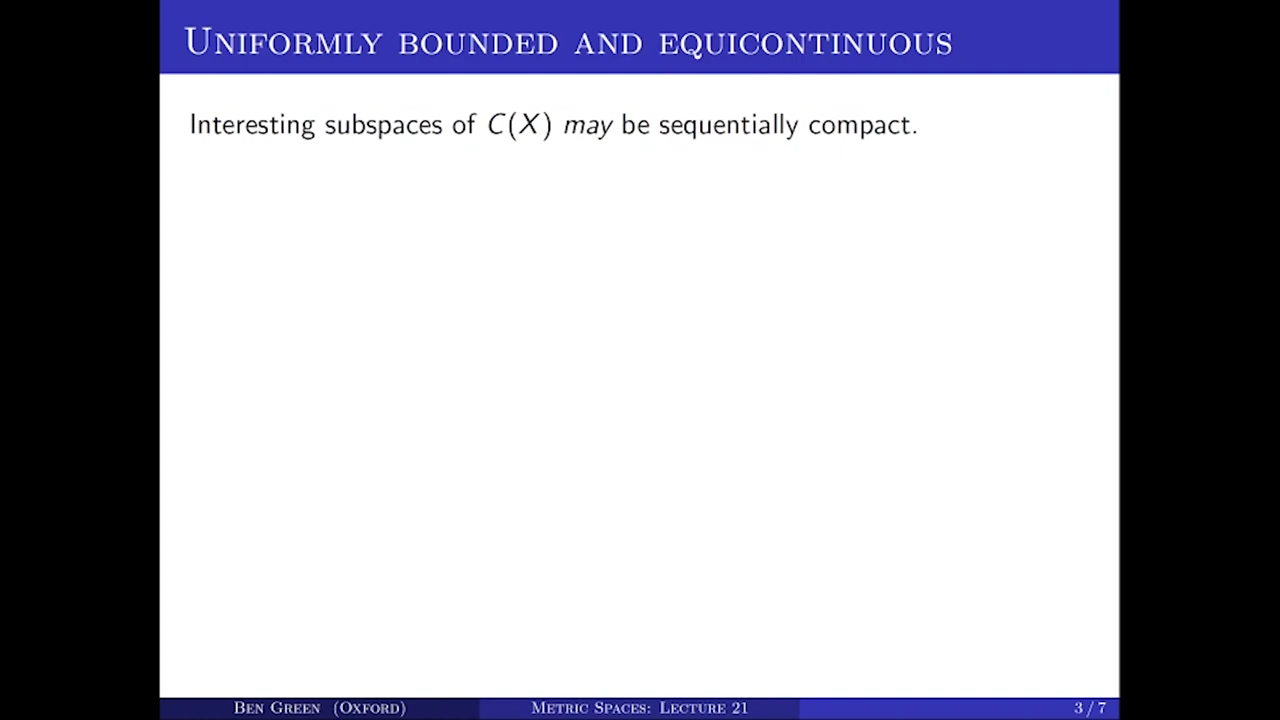 Uniformly bounded and equicontinuous
Interesting subspaces of C(X) may be sequentially compact.
Ben Green (Oxford) Metric Spaces: Lecture 21 3 / 7